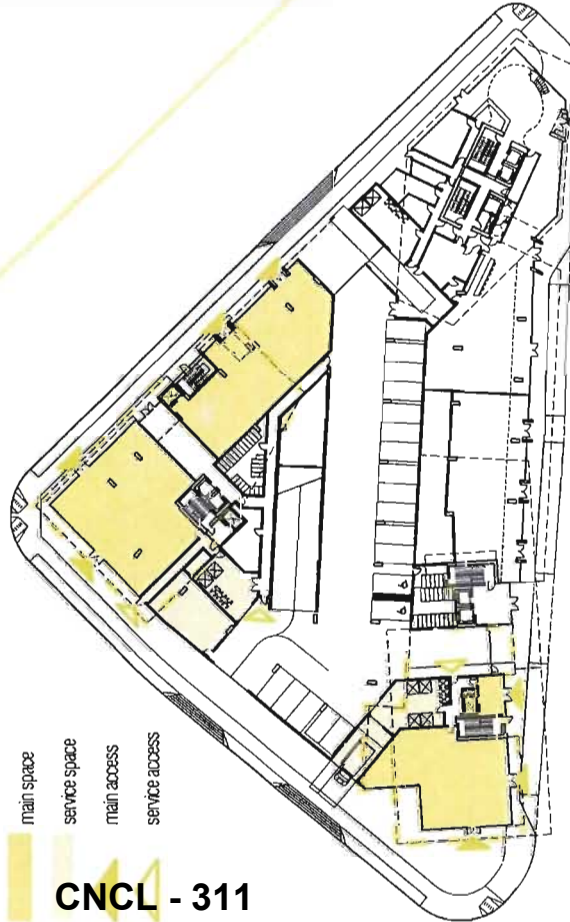 main space
service space
main access
service access
CNCL - 311